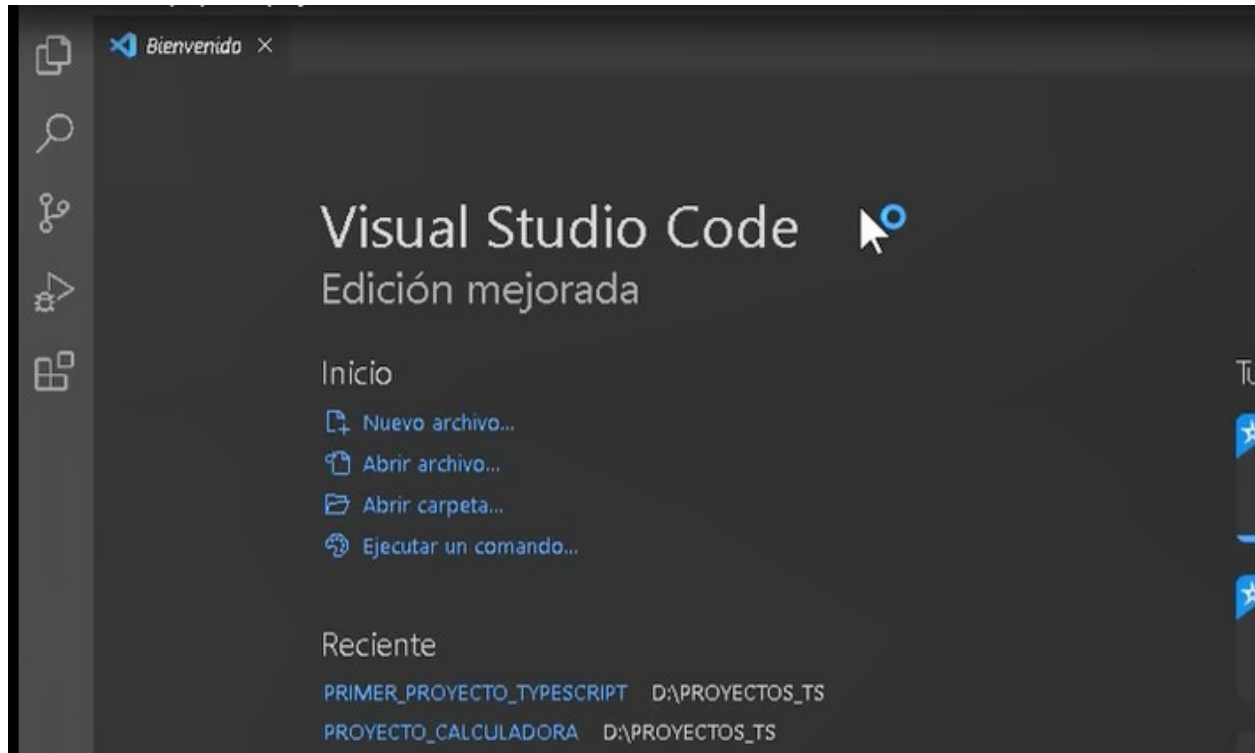 Bienvenido
Visual Studio Code
Edición mejorada
Inicio
Nuevo archivo...
Abrir archivo...
Abrir carpeta...
Ejecutar un comando...
Reciente
PRIMER_PROYECTO_TYPESCRIPT D:\PROYECTOS_TS
PROYECTO_CALCULADORA D:\PROYECTOS_TS